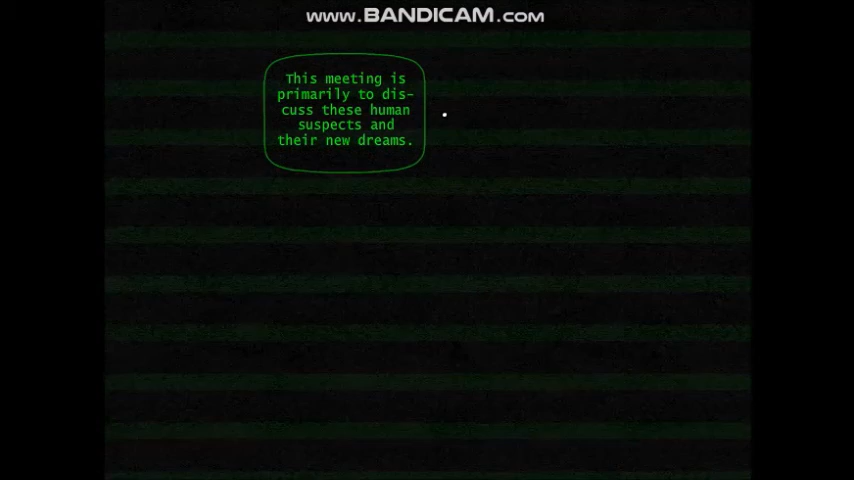 www.BANDICAM.com
This meeting is
primarily to dis-
cuss these human
suspects and
their new dreams.